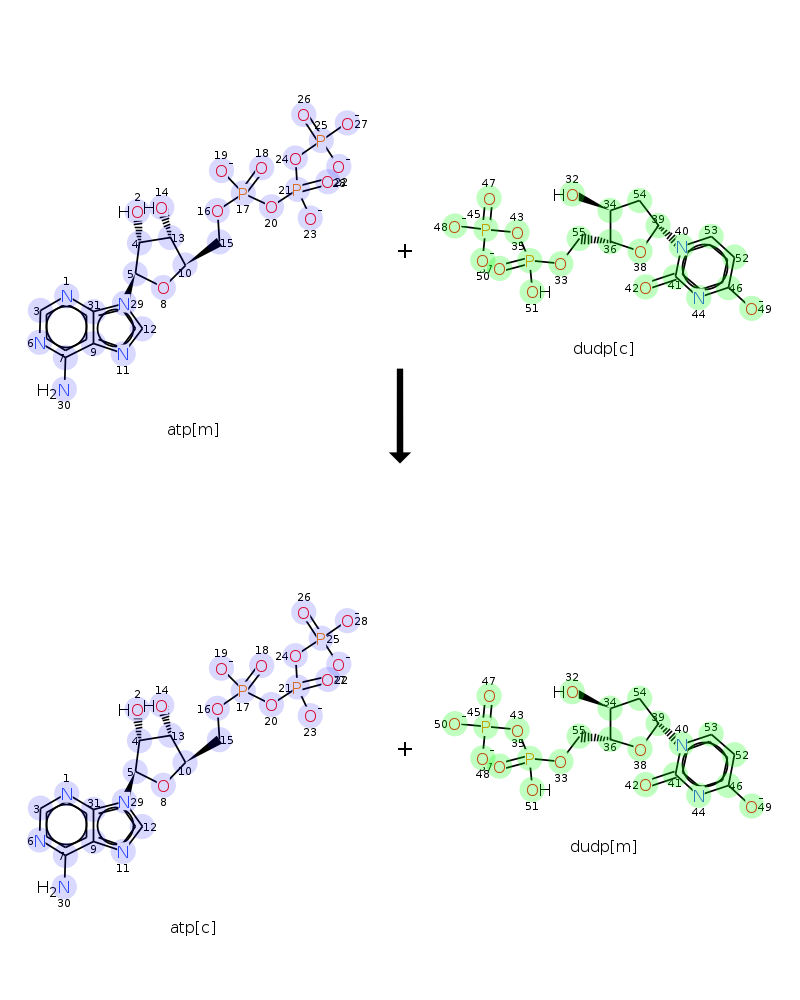 26
25
O
O
-27
P
24
O
O-
19
18
O-
O
21
P
O
22
14
2
HO
HO
16
O
P
17
O
20
O-
23
4
13
15
10
5
O
8
1
N
3
31
N
29
12
6
N
7
9
N
11
H2N
30
atp[m]
+
47
O
48
O-
45
P
43
O
32
HO
34
54
39
40
53
N
55
36
O
38
52
50
O-
O
35
P
O
33
OH
51
42
O
41
N
44
46
O-
49
dudp[c]
26
25
O
O
-28
P
24
O
O-
19
18
O-
O
21
P
O
22
14
2
HO
HO
16
O
P
17
O
20
O-
23
4
13
15
10
5
O
8
1
N
3
31
N
29
12
6
N
7
9
N
11
H2N
30
atp[c]
+
47
O
50
O-
45
P
43
O
32
HO
34
54
39
40
53
N
55
36
O
38
52
48
O-
O
35
P
O
33
OH
51
42
O
41
N
44
46
O-
49
dudp[m]